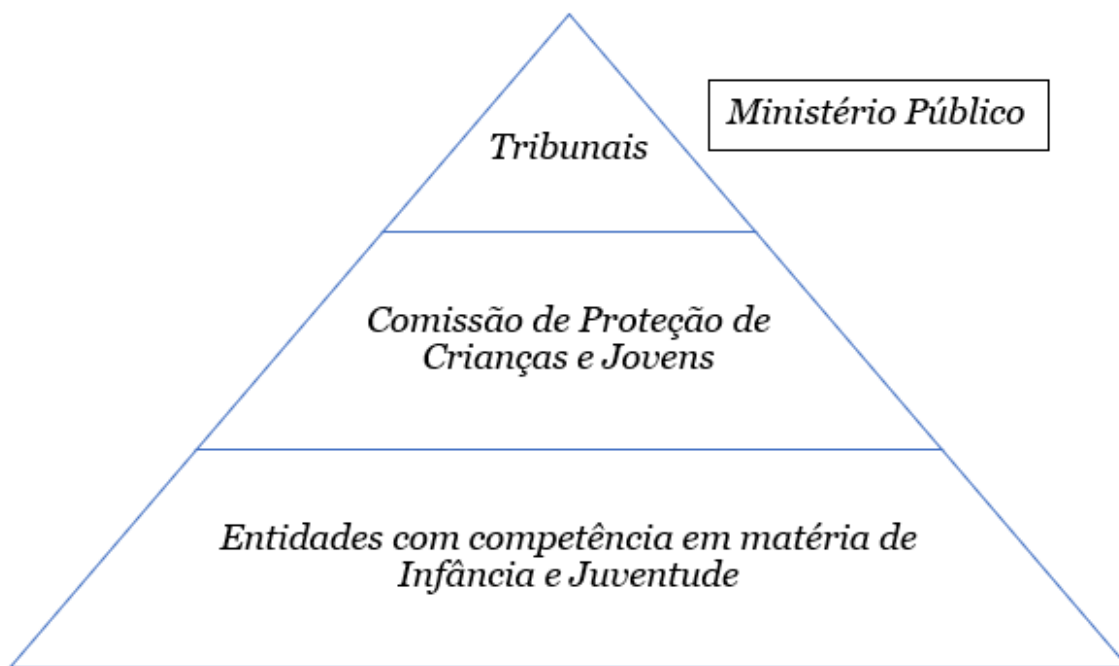 Ministério Público
Tribunais
Comissão de Proteção de
Crianças e Jovens
Entidades com competência em matéria de
Infância e Juventude